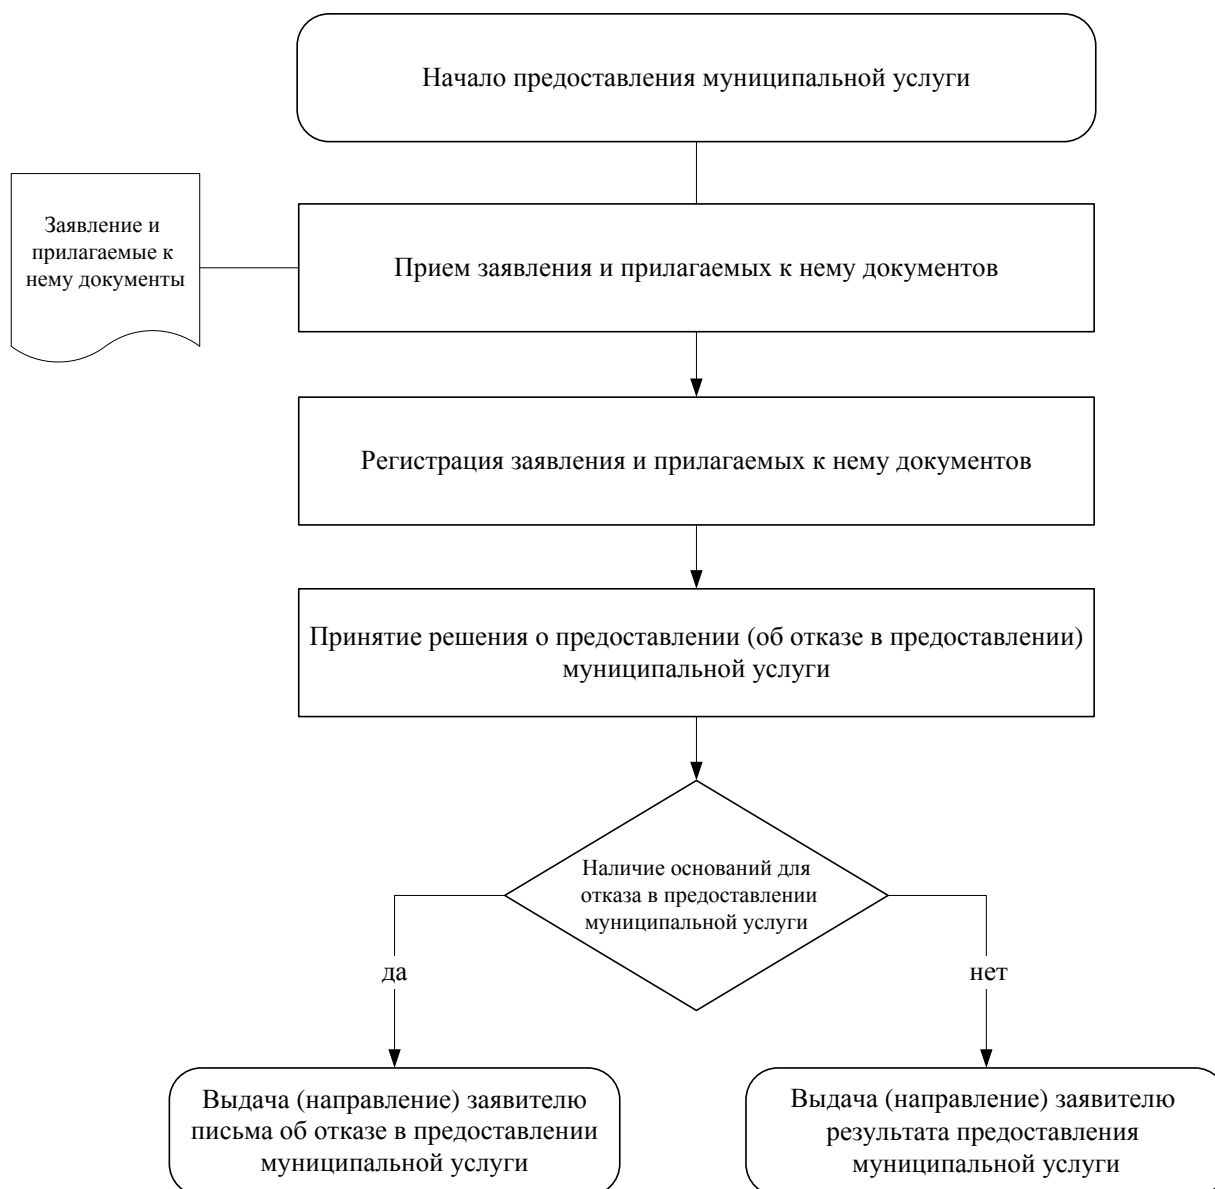 Начало предоставления муниципальной услуги
Заявление и
прилагаемые к
нему документы
Прием заявления и прилагаемых к нему документов
Регистрация заявления и прилагаемых к нему документов
Принятие решения о предоставлении (об отказе в предоставлении)
муниципальной услуги
Наличие оснований для
отказа в предоставлении
муниципальной услуги
да
нет
Выдача (направление) заявителю
письма об отказе в предоставлении
муниципальной услуги
Выдача (направление) заявителю
результата предоставления
муниципальной услуги